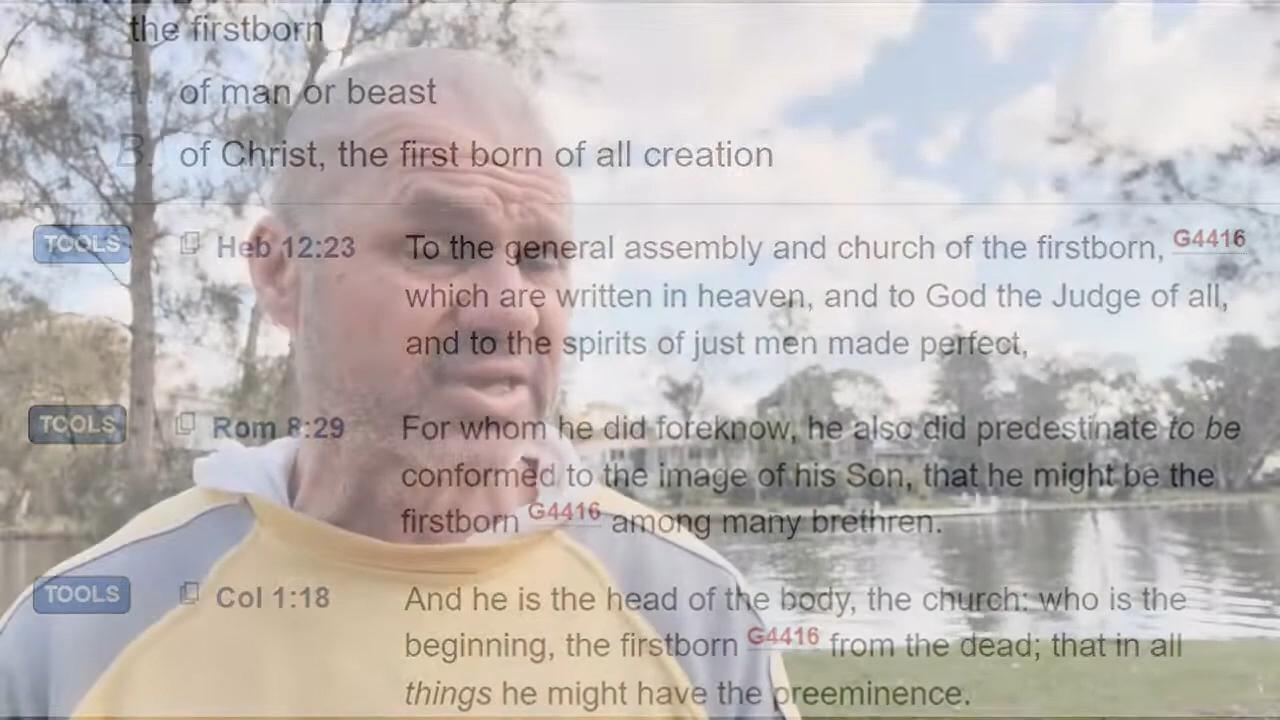 the firstborn
of man or beast
B. of Christ, the first born of all creation
TOOLS Heb 12:23 To the general assembly and church of the firstborn, G4416
which are written in heaven, and to God the Judge of all,
and to the spirits of just men made perfect,
TOOLS Rom 8:29 For whom he did foreknow, he also did predestinate to be
conformed to the image of his Son, that he might be the
firstborn G4416 among many brethren.
TOOLS Col 1:18 And he is the head of the body, the church: who is the
beginning, the firstborn G4416 from the dead; that in all
things he might have the preeminence.